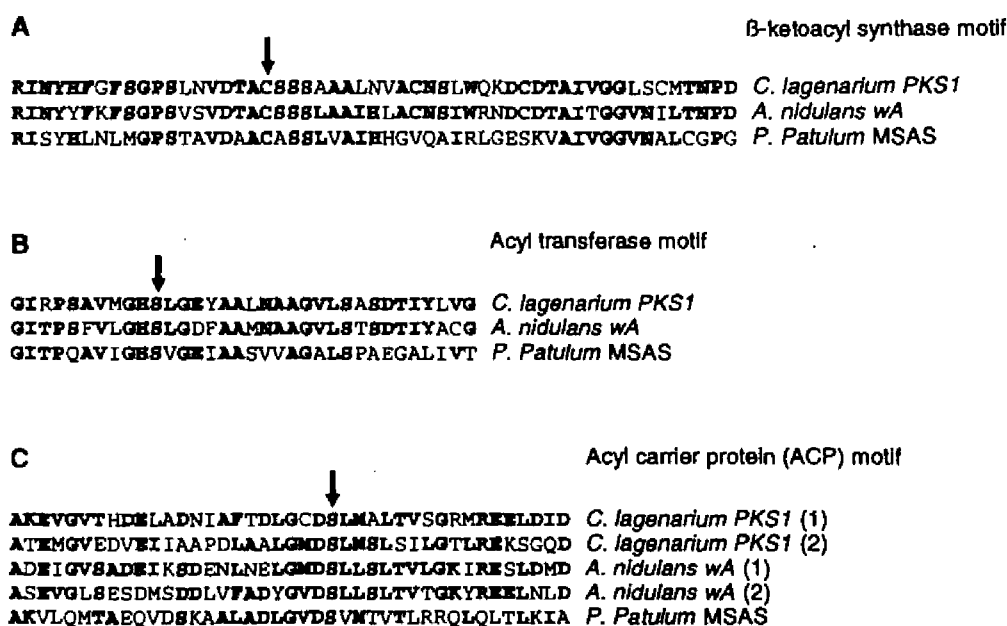 A
ß-ketoacyl synthase motif
RINYHFGFSGPSLNVDTACSSSAAALNVACNSLWQKDCDTAIVGGLSCMTNPD C. lagenarium PKS1
RINYYFKFSGPSVSVDTACSSSLAAIHLACNSIWRNDCDTAITGGVNILTNPD A. nidulans wA
RISYHLNLMGPSTAVDAACASSLVAIHHGVQAIRLGESKVAIVGGVNALCGPG P. Patulum MSAS
B
Acyl transferase motif
GIRPSAVMGHSLGEYAALNAAGVLSASDTIYLVG C. lagenarium PKS1
GITPSFVLGHSLGDFAAMNAAGVLSTSDTIYACG A. nidulans wA
GITPQAVIGHSVGEIAASVVAGALSPAEGALIVT P. Patulum MSAS
C
Acyl carrier protein (ACP) motif
AKEVGVTHDELADNIAFTDLGCDSLMALTVSGRMREELDID C. lagenarium PKS1 (1)
ATEMGVEDVEIIAAPDLAALGMDSLMSLSILGTLREKSGQD C. lagenarium PKS1 (2)
ADEIGVSADEIKSDENLNELGMDSLLSLTVLGKIRESLDMD A. nidulans wA (1)
ASEVGLSESDMSDDLVFADYGVDSLLSLTVTGKYREELNLD A. nidulans wA (2)
AKVLQMTAEQVDSKAALADLGVDSVMTVTLRRQLQLTLKIA P. Patulum MSAS